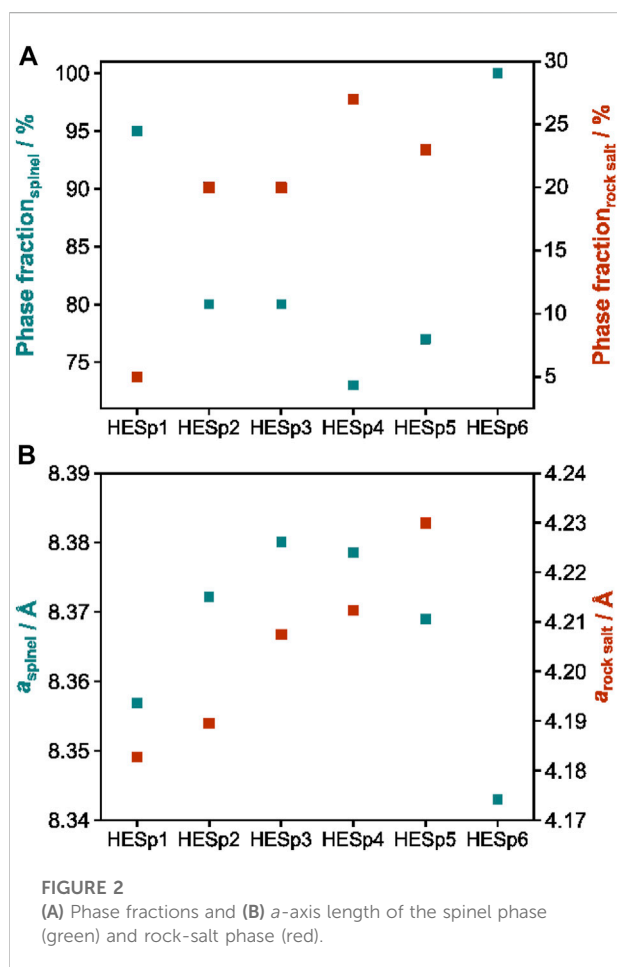 A
Phase fraction spinel / %
100
95
90
85
80
75
Phase fraction rock salt / %
30
25
20
15
10
5
HESp1 HESp2 HESp3 HESp4 HESp5 HESp6
B
a spinel / Å
8.39
8.38
8.37
8.36
8.35
8.34
a rock salt / Å
4.24
4.23
4.22
4.21
4.20
4.19
4.18
4.17
HESp1 HESp2 HESp3 HESp4 HESp5 HESp6
FIGURE 2
(A) Phase fractions and (B) a-axis length of the spinel phase
(green) and rock-salt phase (red).